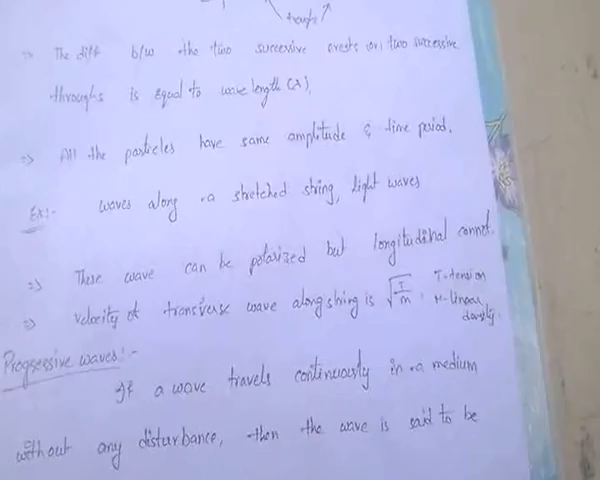 troughs
=> The diff b/w the two successive crests (or) two successive
throughs is equal to wave length (λ).
=> All the particles have same amplitude & time period.
Ex:- waves along a stretched string, light waves
=> These wave can be polarized but longitudinal cannot.
=> velocity of transverse wave along string is √T/m . T-tension
m-linear
density.
Progressive waves:-
If a wave travels continuously in a medium
without any disturbance, then the wave is said to be